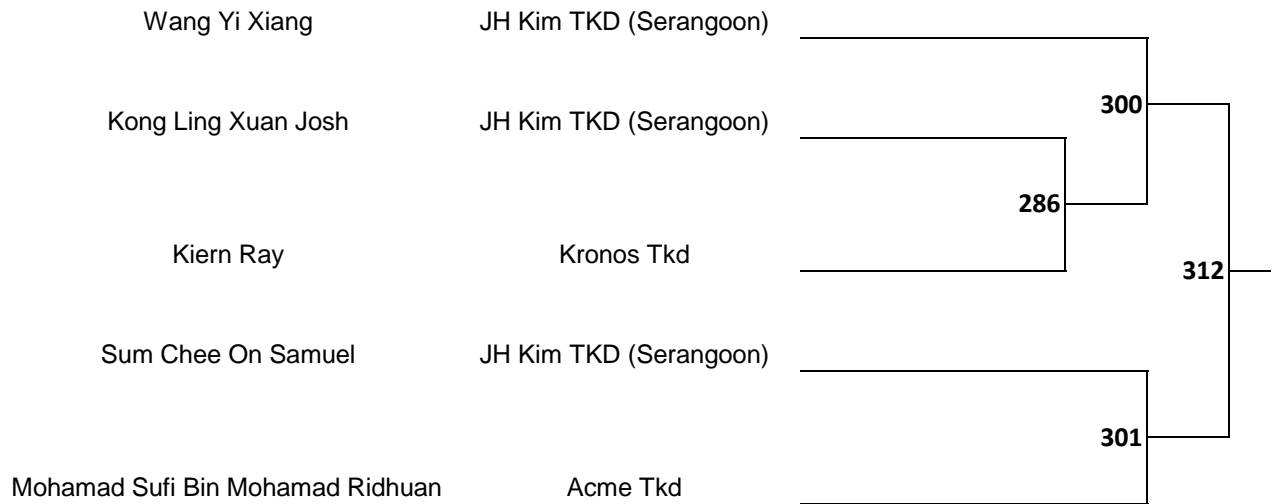 Wang Yi Xiang JH Kim TKD (Serangoon)
300
Kong Ling Xuan Josh JH Kim TKD (Serangoon)
286
Kiern Ray Kronos Tkd
312
Sum Chee On Samuel JH Kim TKD (Serangoon)
301
Mohamad Sufi Bin Mohamad Ridhuan Acme Tkd